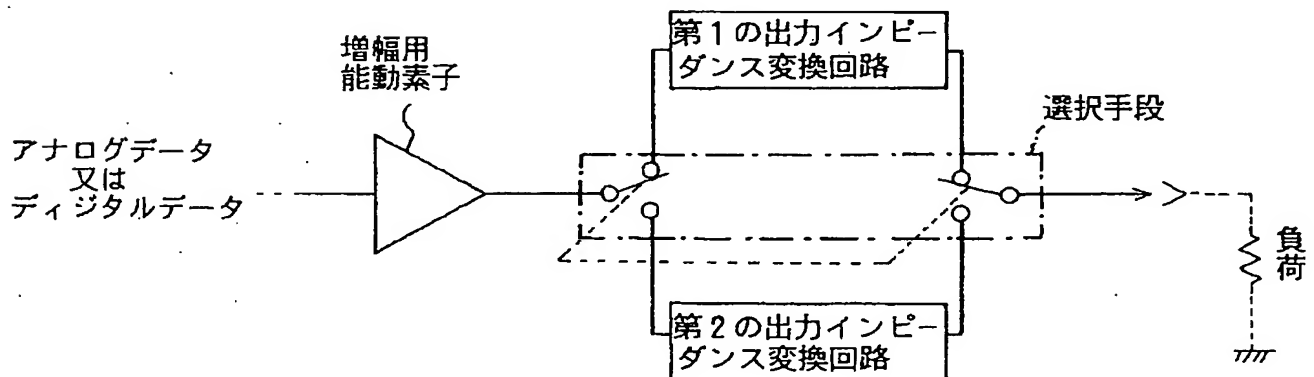 第1の出力インピー
ダンス変換回路
増幅用
能動素子
選択手段
アナログデータ
又は
ディジタルデータ
負荷
第2の出力インピー
ダンス変換回路